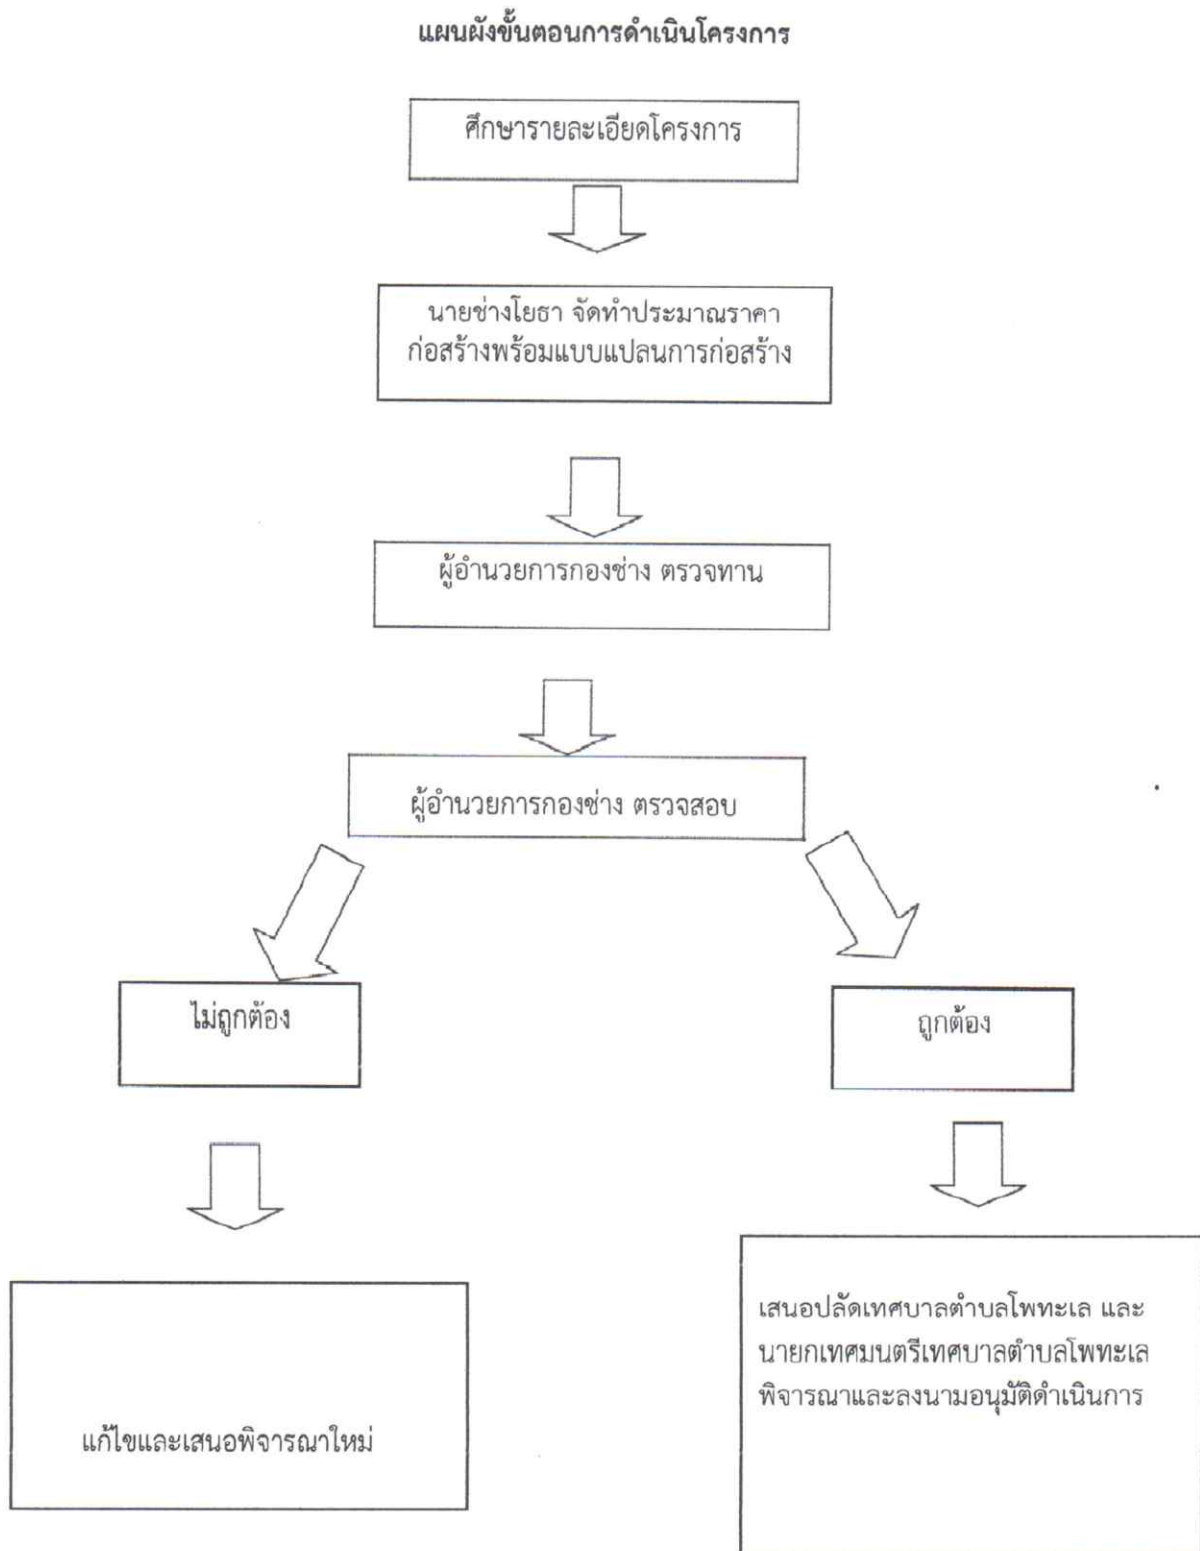 แผนผังขั้นตอนการดำเนินโครงการ
ศึกษารายละเอียดโครงการ
นายช่างโยธา จัดทำประมาณราคา
ก่อสร้างพร้อมแบบแปลนการก่อสร้าง
ผู้อำนวยการกองช่าง ตรวจทาน
ผู้อำนวยการกองช่าง ตรวจสอบ
ไม่ถูกต้อง
ถูกต้อง
แก้ไขและเสนอพิจารณาใหม่
เสนอปลัดเทศบาลตำบลโพทะเล และ
นายกเทศมนตรีเทศบาลตำบลโพทะเล
พิจารณาและลงนามอนุมัติดำเนินการ